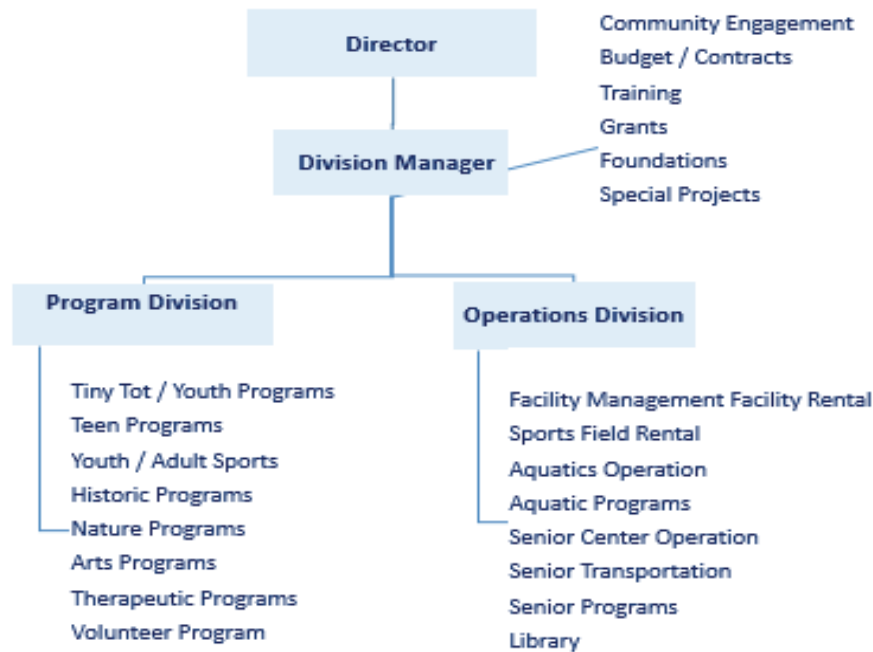 Director
Community Engagement
Budget / Contracts
Training
Grants
Foundations
Special Projects
Division Manager
Program Division
Tiny Tot / Youth Programs
Teen Programs
Youth / Adult Sports
Historic Programs
Nature Programs
Arts Programs
Therapeutic Programs
Volunteer Program
Operations Division
Facility Management Facility Rental
Sports Field Rental
Aquatics Operation
Aquatic Programs
Senior Center Operation
Senior Transportation
Senior Programs
Library